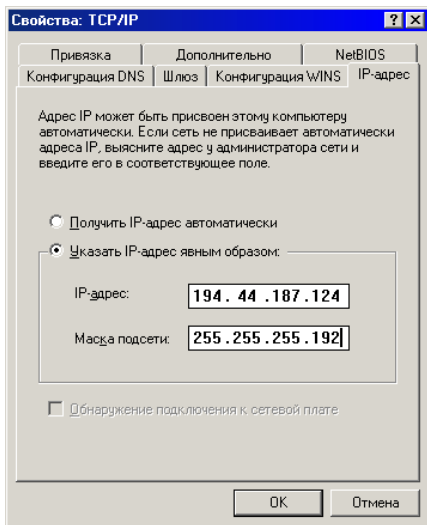 Свойства: TCP/IP
Привязка Дополнительно NetBIOS
Конфигурация DNS Шлюз Конфигурация WINS IP-адрес
Адрес IP может быть присвоен этому компьютеру
автоматически. Если сеть не присваивает автоматически
адреса IP, выясните адрес у администратора сети и
введите его в соответствующее поле.
Получить IP-адрес автоматически
Указать IP-адрес явным образом:
IP-адрес: 194. 44 .187.124
Маска подсети: 255.255.255.192
Обнаружение подключения к сетевой плате
OK Отмена